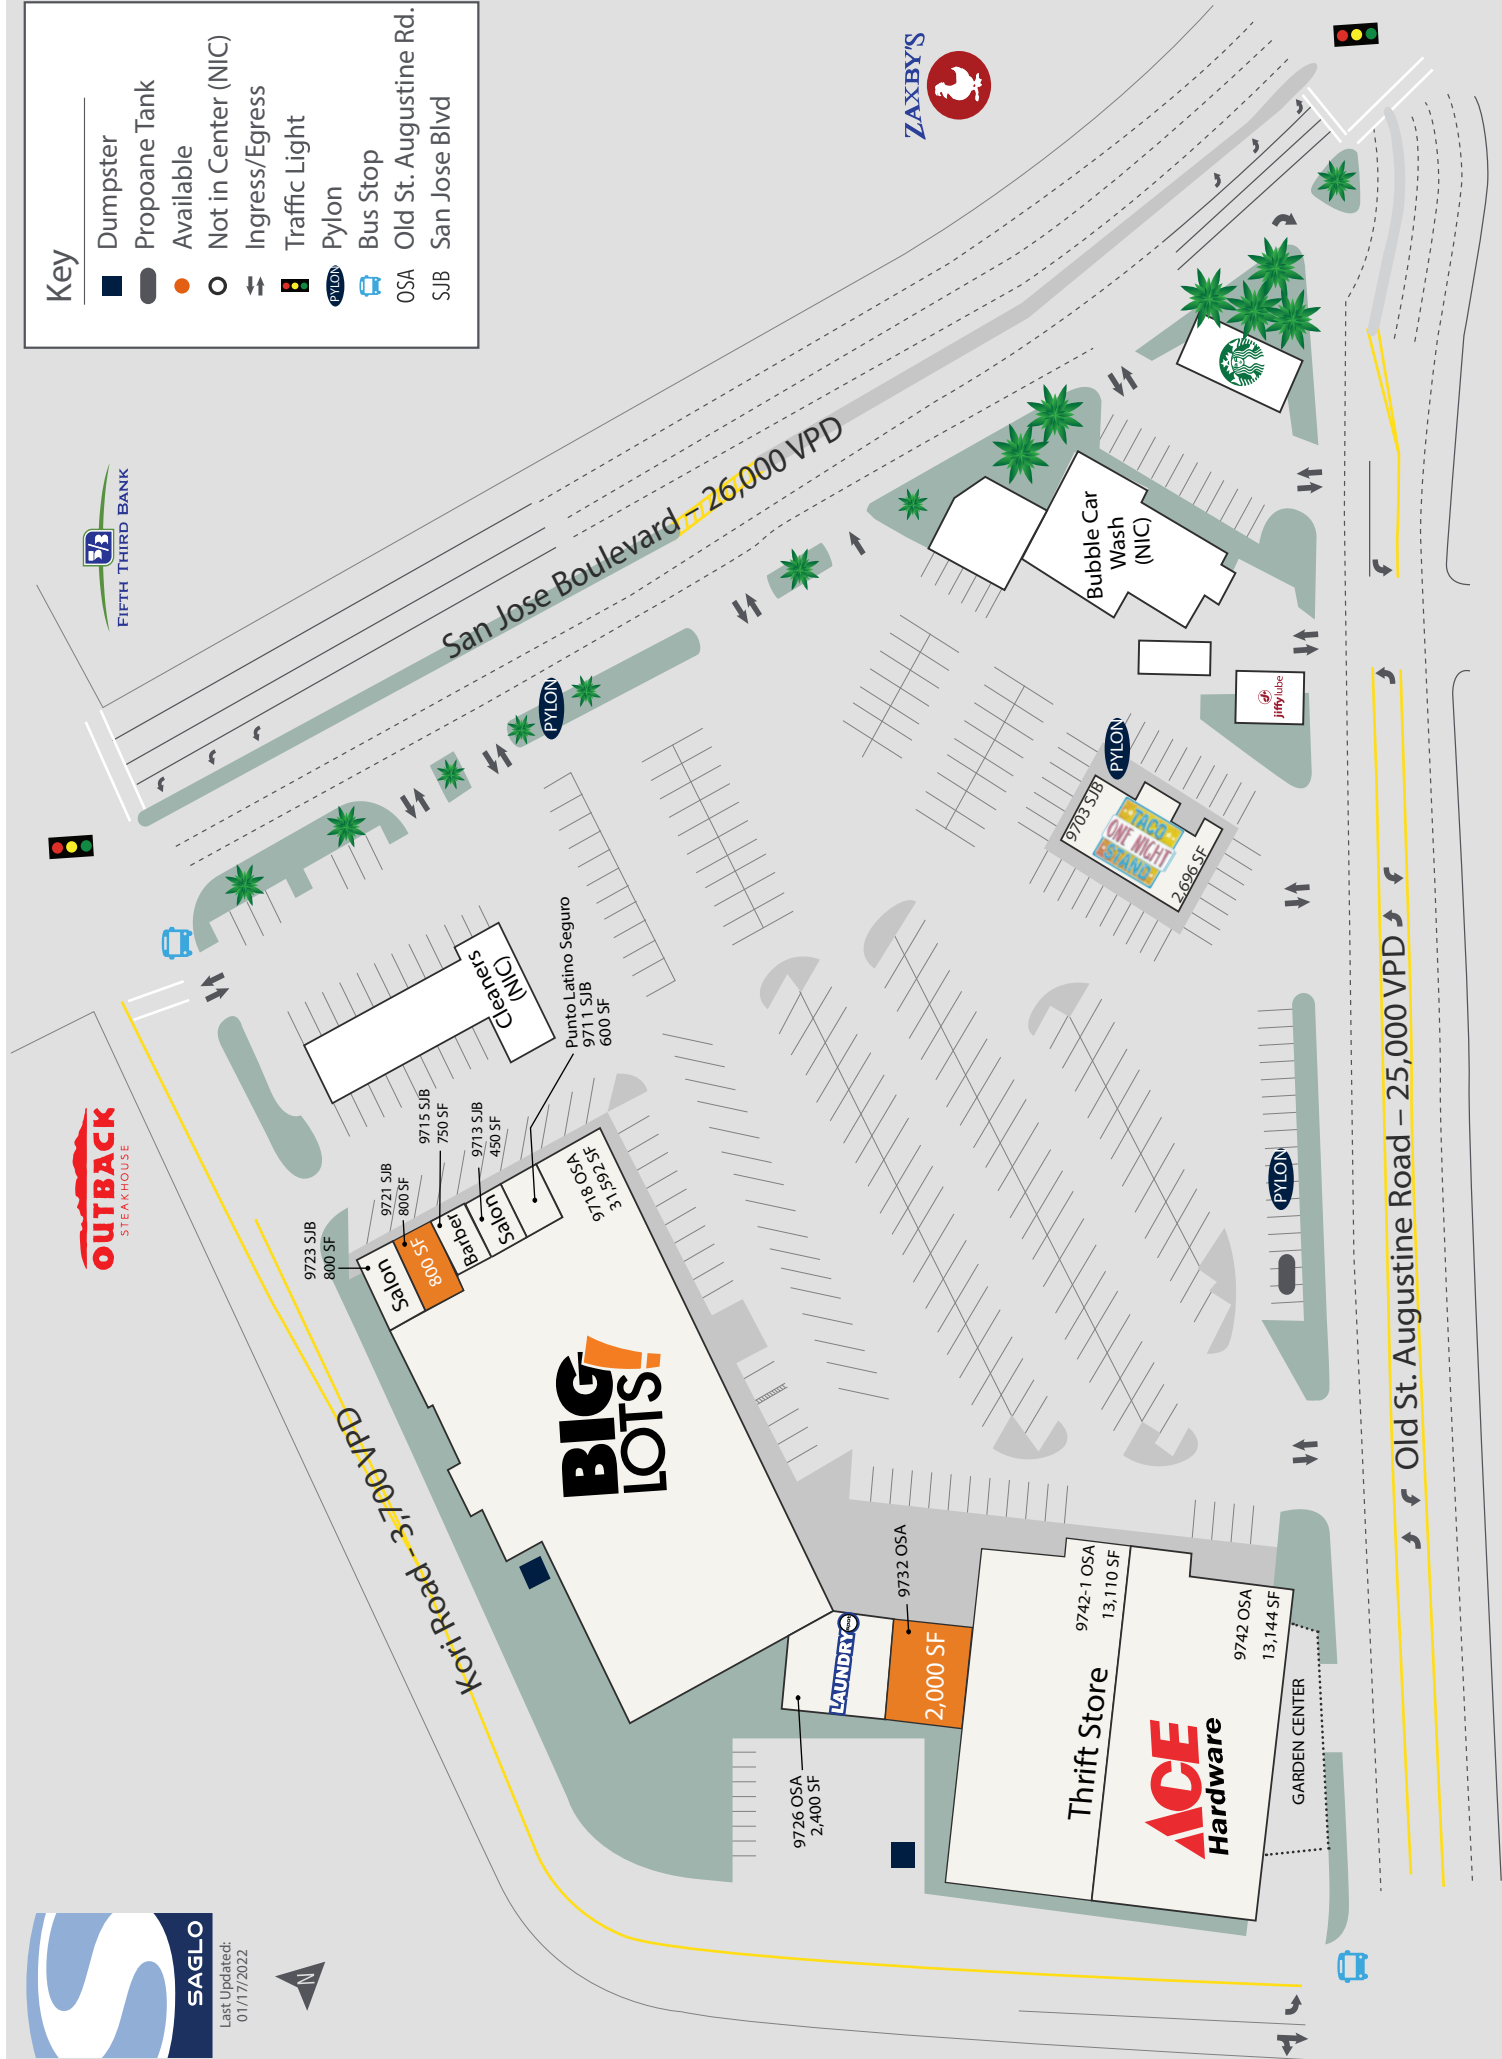 Key
Dumpster
Propoane Tank
Available
Not in Center (NIC)
Ingress/Egress
Traffic Light
PYLON
Pylon
Bus Stop
OSA
Old St. Augustine Rd.
SJB
San Jose Blvd
ZAXBY'S
5/3
FIFTH THIRD BANK
OUTBACK
STEAKHOUSE
SAGLO
Last Updated:
01/17/2022
N
San Jose Boulevard – 26,000 VPD
Kori Road - 3,700 VPD
Old St. Augustine Road – 25,000 VPD
PYLON
PYLON
PYLON
Cleaners
(NIC)
Punto Latino Seguro
9711 SJB
600 SF
9713 SJB
450 SF
9715 SJB
750 SF
9721 SJB
800 SF
9723 SJB
800 SF
Salon
800 SF
Barber
Salon
9718 OSA
31,592 SF
BIG
LOTS!
LAUNDRY
9726 OSA
2,400 SF
9732 OSA
2,000 SF
Thrift Store
9742-1 OSA
13,110 SF
ACE
Hardware
9742 OSA
13,144 SF
GARDEN CENTER
9703 SJB
TACO
ONE NIGHT
ESTAND
2,696 SF
jiffylube
Bubble Car
Wash
(NIC)